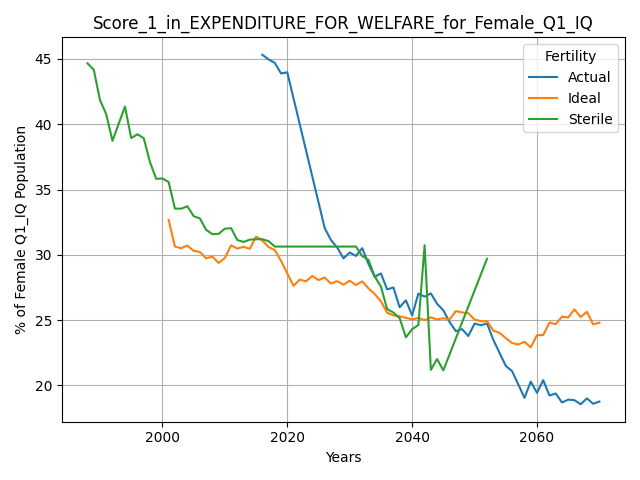 Score_1_in_EXPENDITURE_FOR_WELFARE_for_Female_Q1_IQ
Fertility
Actual
Ideal
Sterile
% of Female Q1_IQ Population
45
40
35
30
25
20
2000
2020
2040
2060
Years